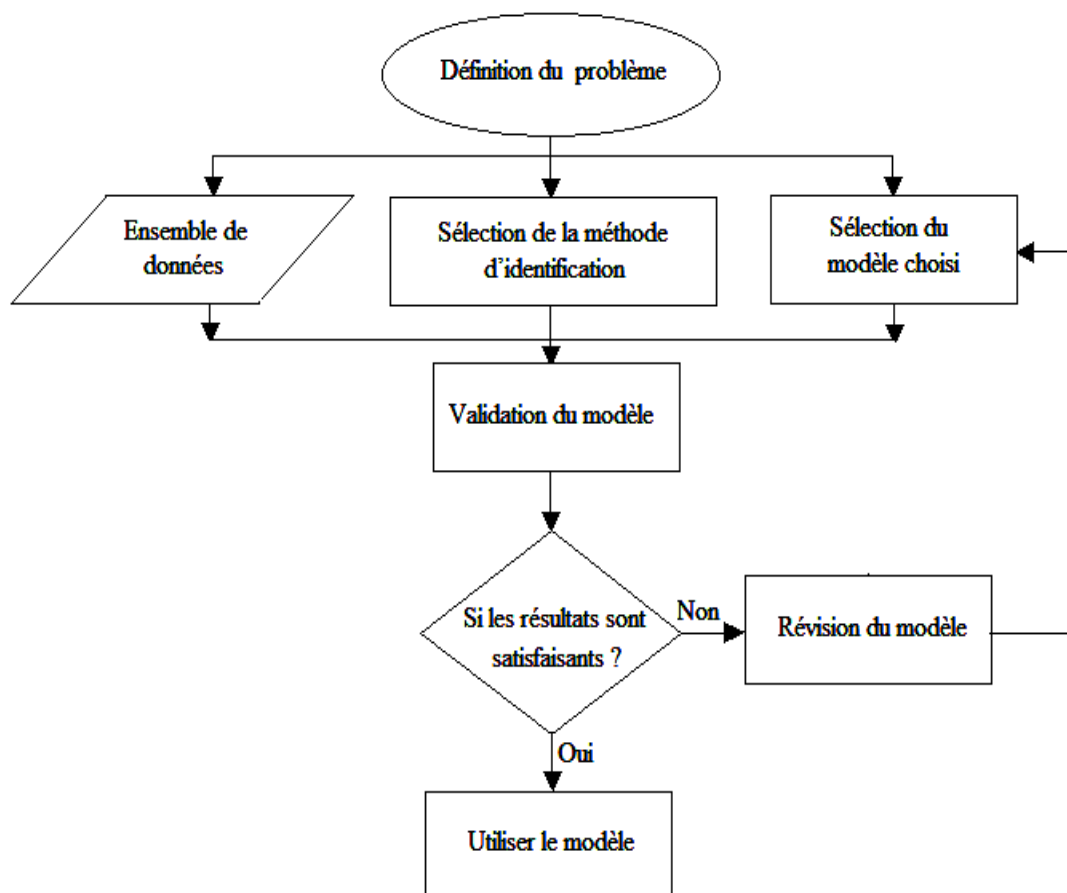 Définition du problème
Ensemble de
données
Sélection de la méthode
d'identification
Sélection du
modèle choisi
Validation du modèle
Si les résultats sont
satisfaisants ?
Non
Révision du modèle
Oui
Utiliser le modèle